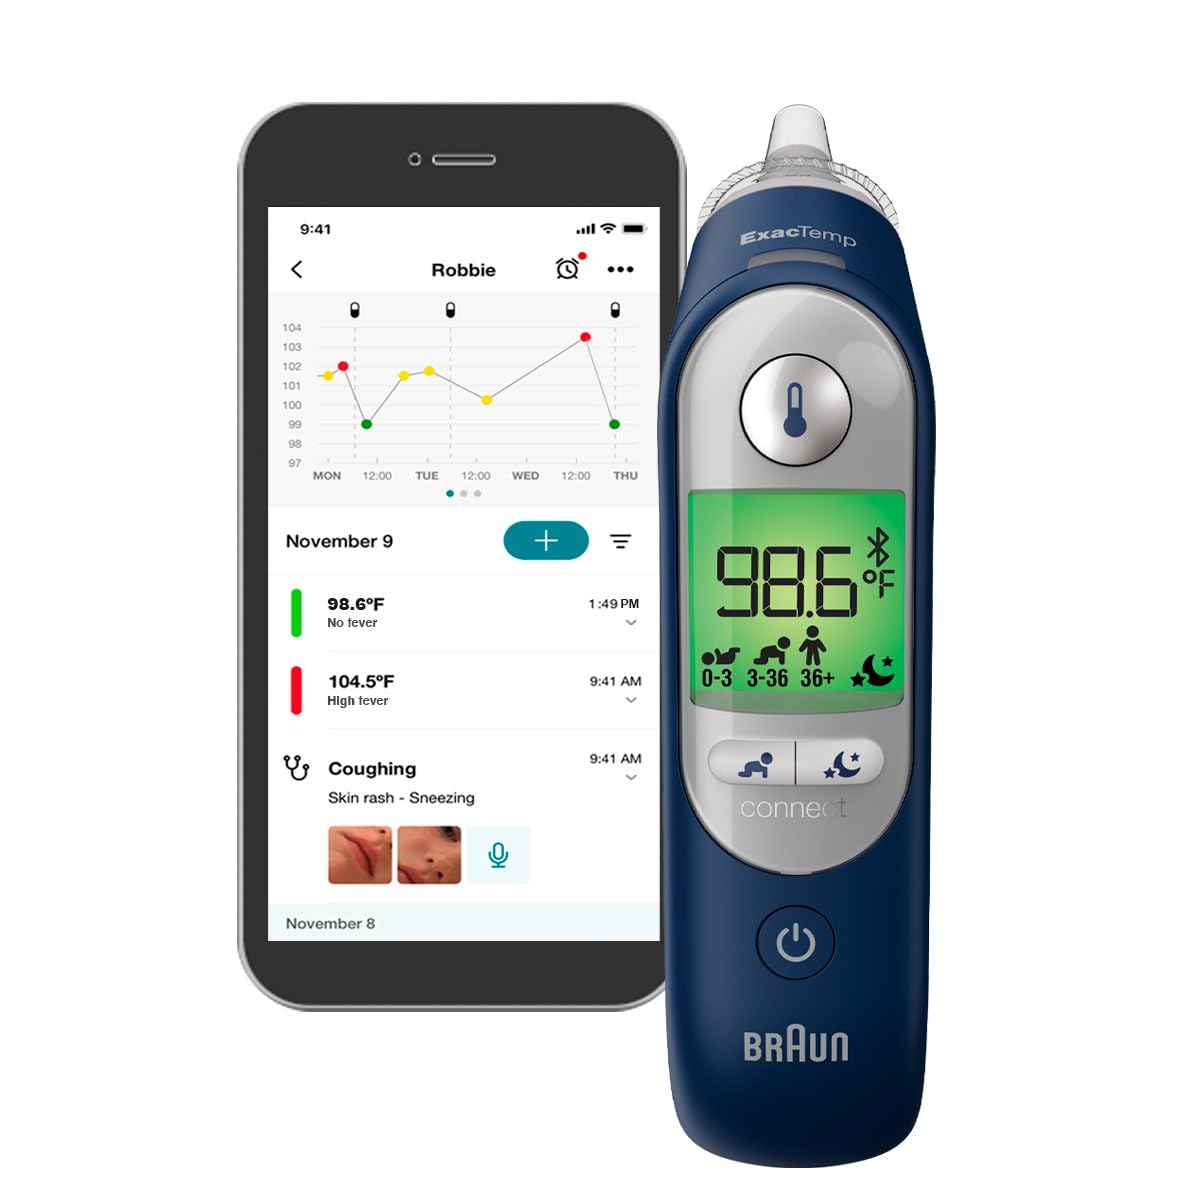 9:41
Robbie
104
103
102
101
100
99
98
97
MON 12:00 TUE 12:00 WED 12:00 THU
November 9
98.6°F 1:49 PM
No fever
104.5°F 9:41 AM
High fever
Coughing 9:41 AM
Skin rash - Sneezing
November 8
ExacTemp
98.6 °F
0-3 3-36 36+
connect
BRAUN